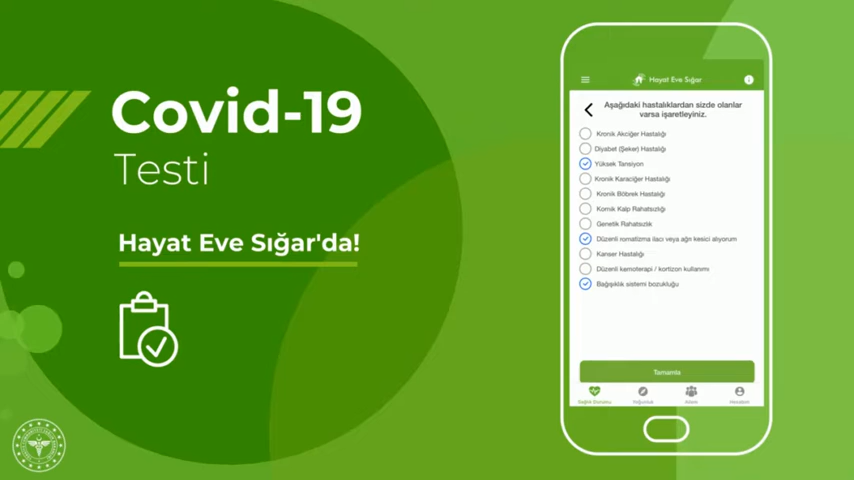 Covid-19
Testi
Hayat Eve Sığar'da!
Hayat Eve Sığar
Aşağıdaki hastalıklardan sizde olanlar
varsa işaretleyiniz.
Kronik Akciğer Hastalığı
Diyabet (Şeker) Hastalığı
Yüksek Tansiyon
Kronik Karaciğer Hastalığı
Kronik Böbrek Hastalığı
Kornik Kalp Rahatsızlığı
Genetik Rahatsızlık
Düzenli romatizma ilacı veya ağrı kesici alıyorum
Kanser Hastalığı
Düzenli kemoterapi / kortizon kullanımı
Bağışıklık sistemi bozukluğu
Tamamla
Sağlık Durumu
Yoğunluk
Ailem
Hesabım